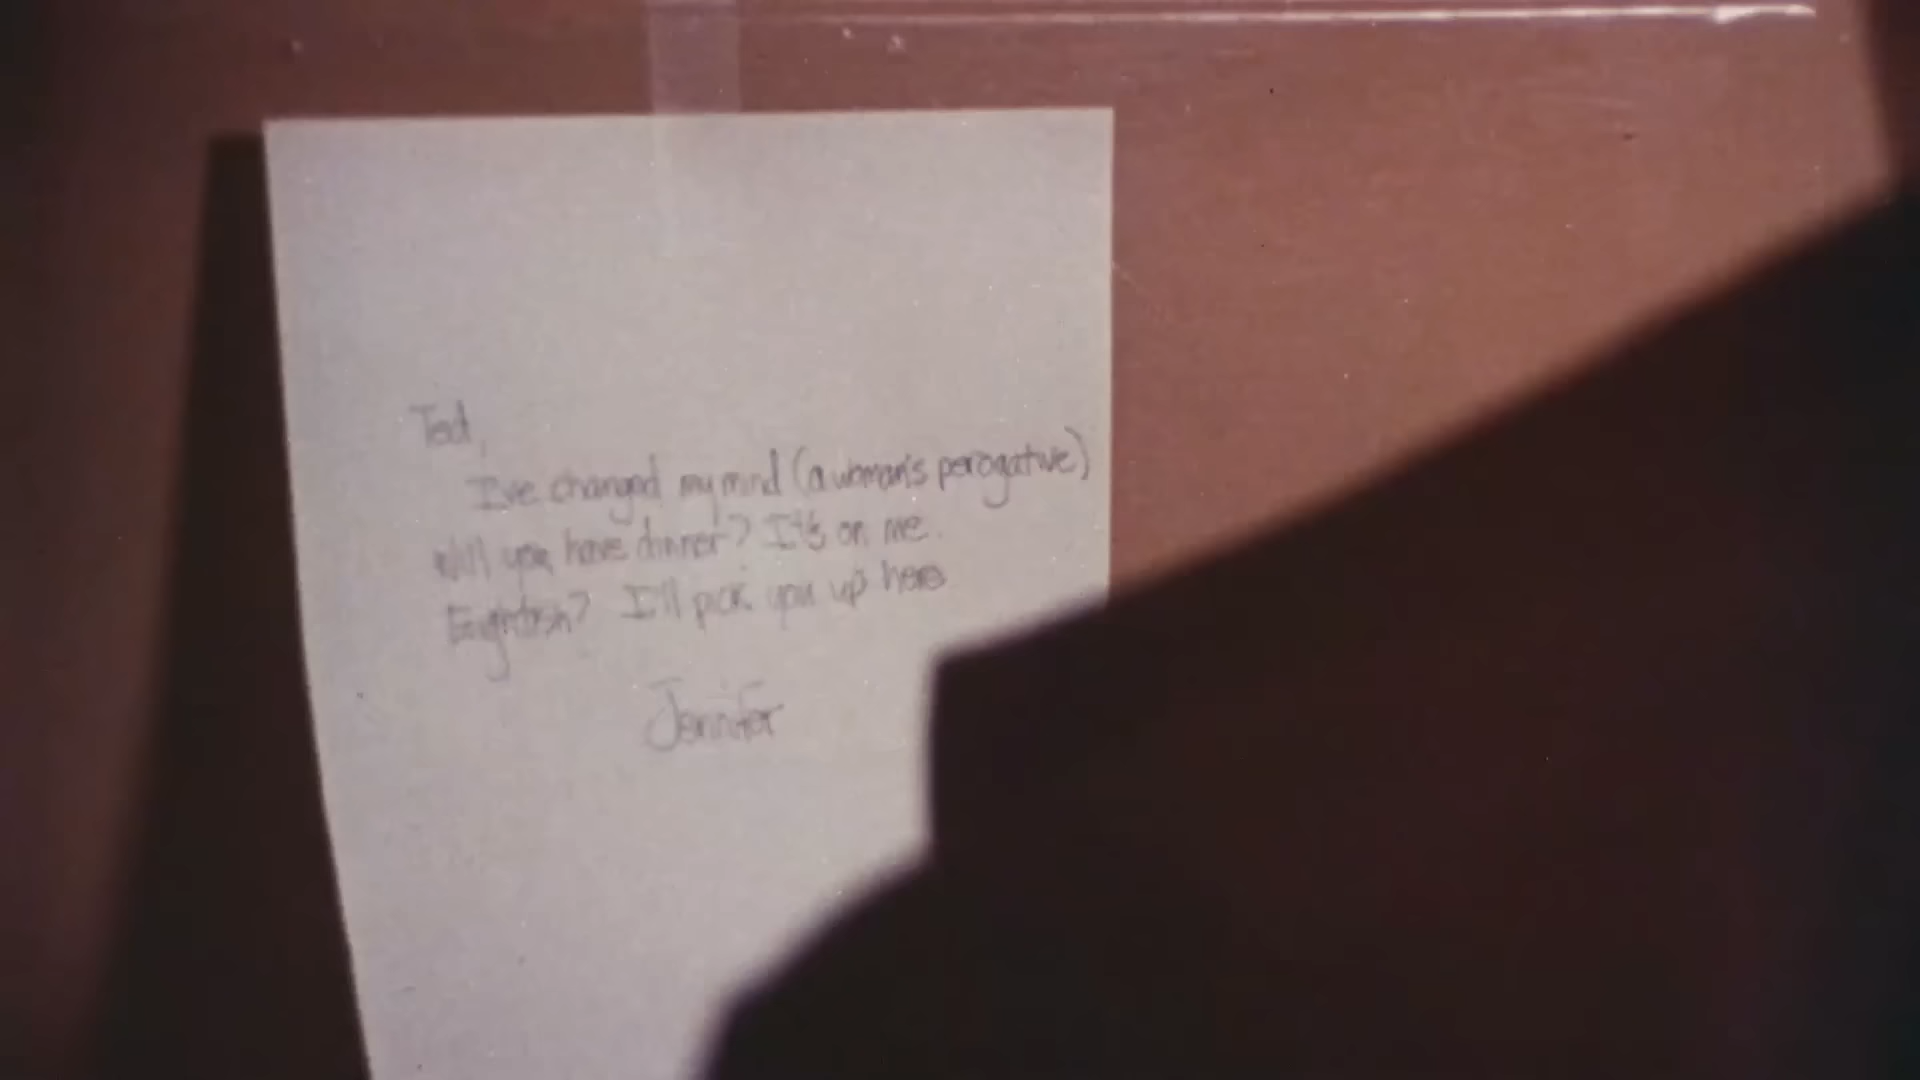 Ted,
I've changed my mind (a woman's perogative)
Will you have dinner? It's on me.
Eightish? I'll pick you up here
Jennifer